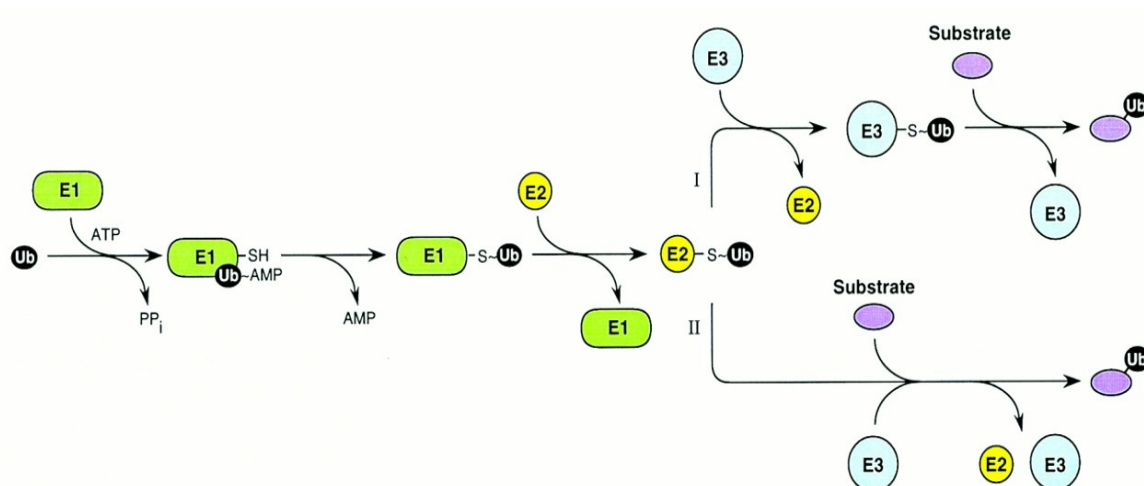 E3
Substrate
E3
S~
Ub
Ub
I
E2
E3
E1
ATP
Ub
E1
SH
Ub
~AMP
PPi
AMP
E1
S~
Ub
E2
E1
E2
S~
Ub
Substrate
II
Ub
E3
E2
E3